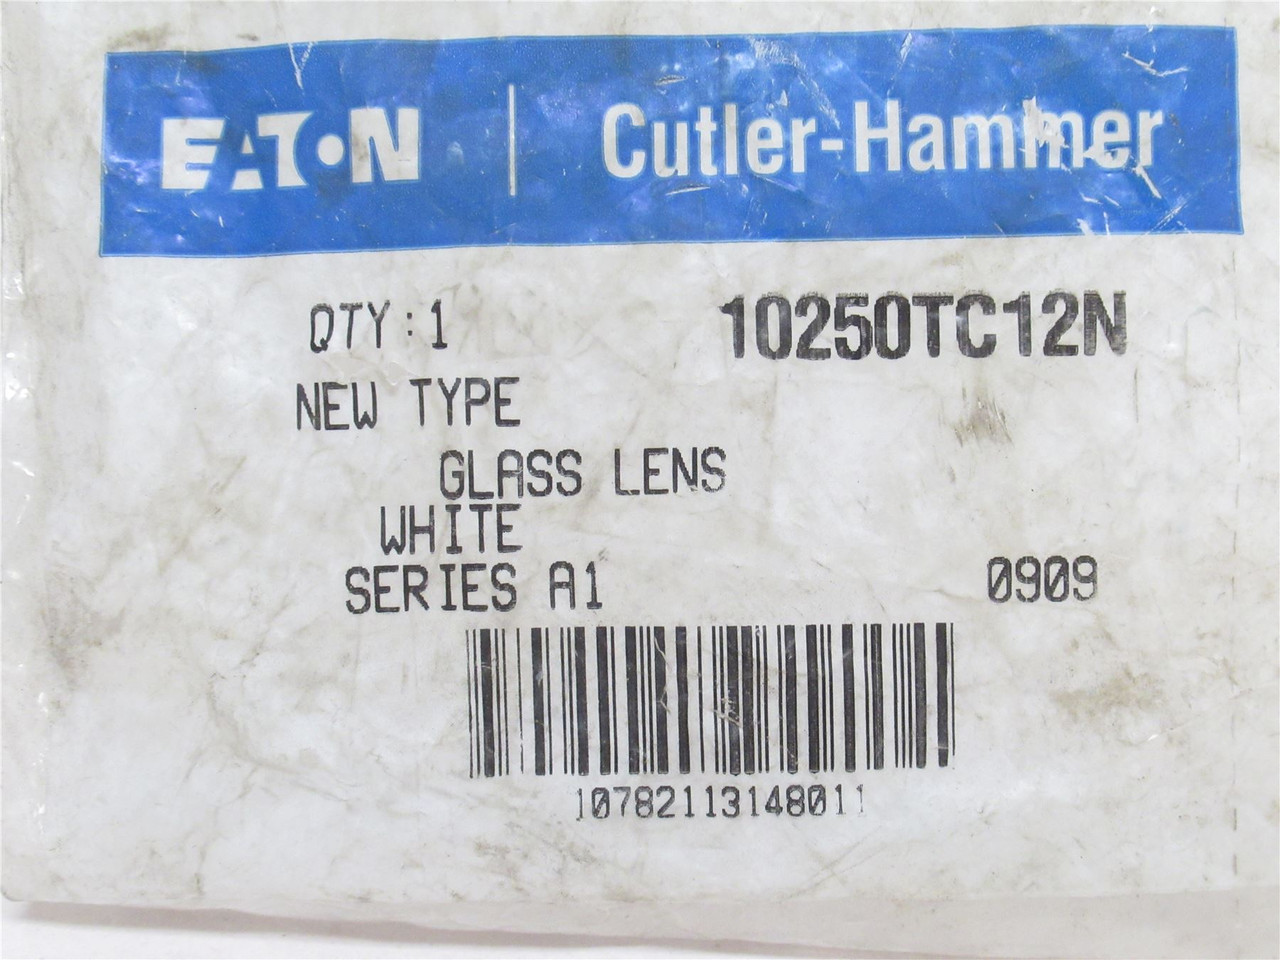 EATON | Cutler-Hammer
QTY:1 10250TC12N
NEW TYPE
GLASS LENS
WHITE
SERIES A1 0909
10782113148011